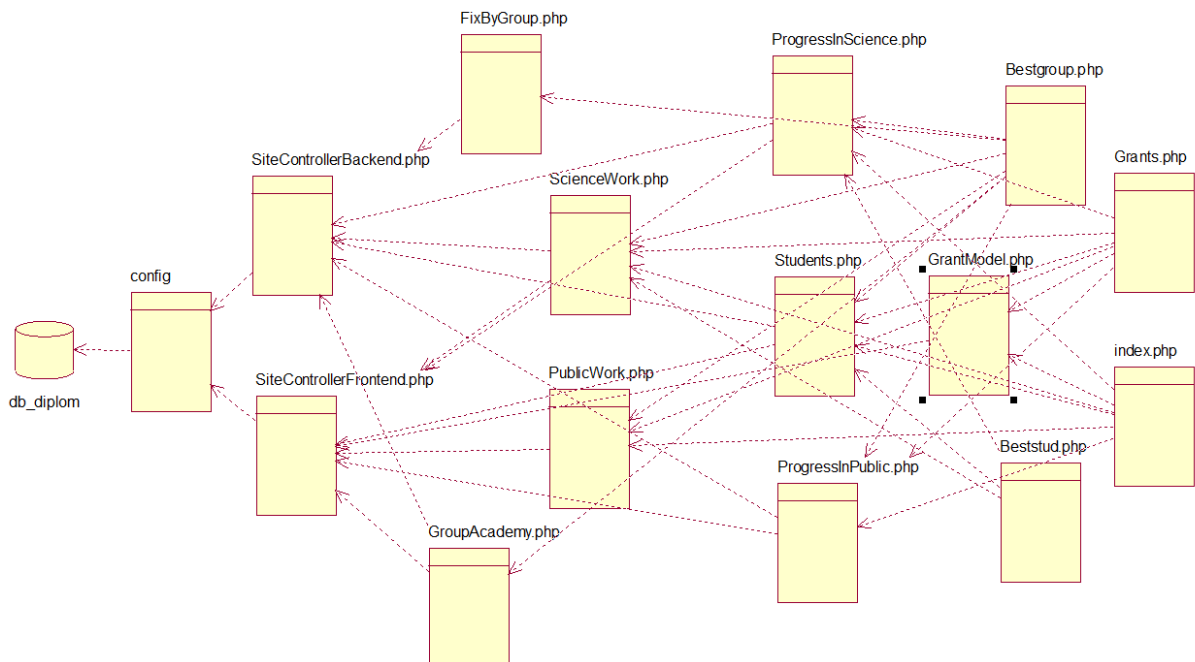 FixByGroup.php
ProgressInScience.php
Bestgroup.php
SiteControllerBackend.php
ScienceWork.php
Grants.php
config
Students.php
GrantModel.php
db_diplom
SiteControllerFrontend.php
PublicWork.php
index.php
ProgressInPublic.php
Beststud.php
GroupAcademy.php